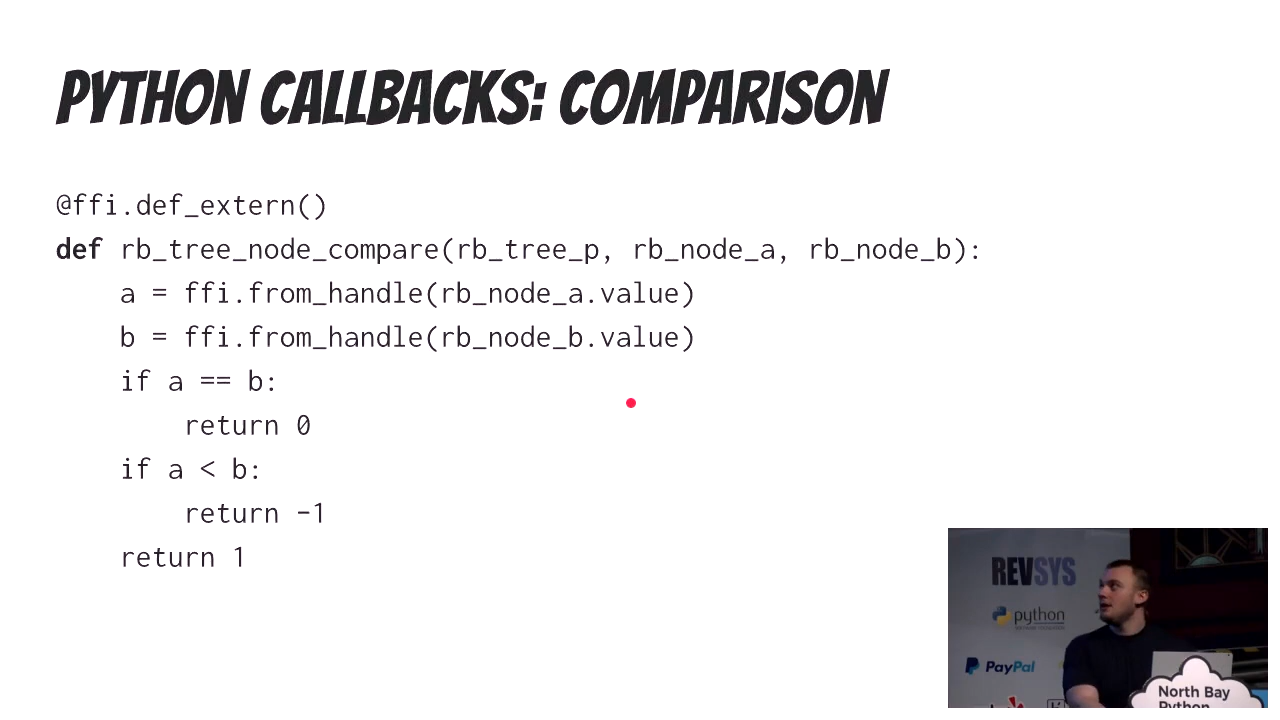 PYTHON CALLBACKS: COMPARISON
@ffi.def_extern()
def rb_tree_node_compare(rb_tree_p, rb_node_a, rb_node_b):
    a = ffi.from_handle(rb_node_a.value)
    b = ffi.from_handle(rb_node_b.value)
    if a == b:
        return 0
    if a < b:
        return -1
    return 1
REVSYS
python
PayPal
North Bay
Python